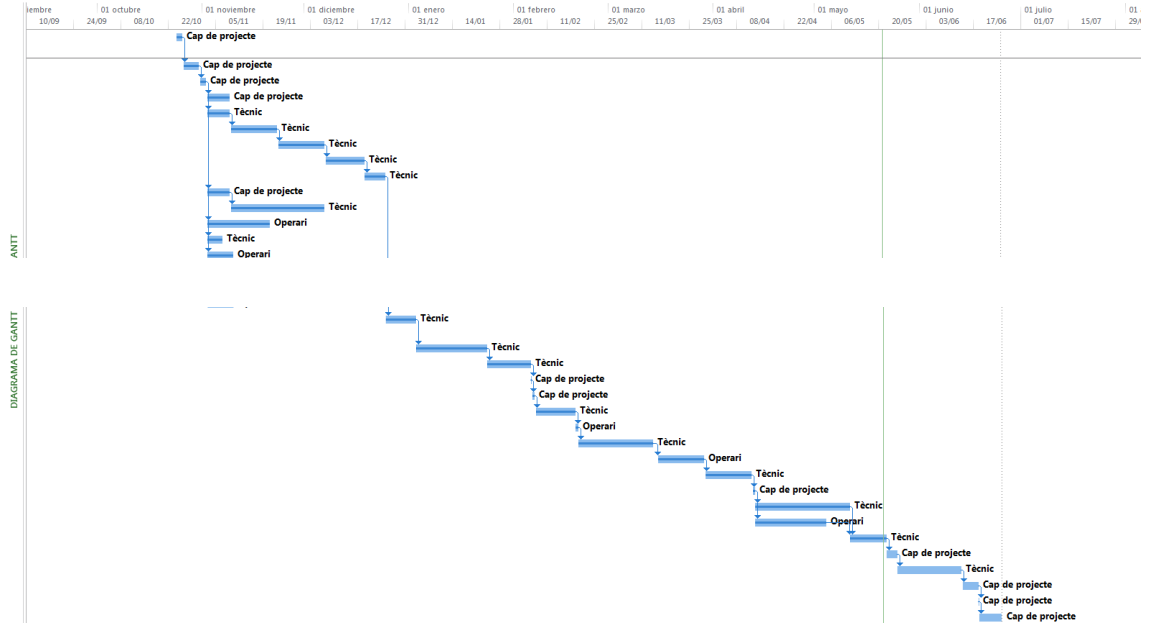 iembre 01 octubre 01 noviembre 01 diciembre 01 enero 01 febrero 01 marzo 01 abril 01 mayo 01 junio 01 julio 01
10/09 24/09 08/10 22/10 05/11 19/11 03/12 17/12 31/12 14/01 28/01 11/02 25/02 11/03 25/03 08/04 22/04 06/05 20/05 03/06 17/06 01/07 15/07 29/
Cap de projecte
Cap de projecte
Cap de projecte
Cap de projecte
Tècnic
Tècnic
Tècnic
Tècnic
Tècnic
Cap de projecte
Tècnic
Operari
Tècnic
Operari
ANTT
DIAGRAMA DE GANTT
Tècnic
Tècnic
Tècnic
Cap de projecte
Cap de projecte
Tècnic
Operari
Tècnic
Operari
Tècnic
Cap de projecte
Tècnic
Operari
Tècnic
Cap de projecte
Tècnic
Cap de projecte
Cap de projecte
Cap de projecte